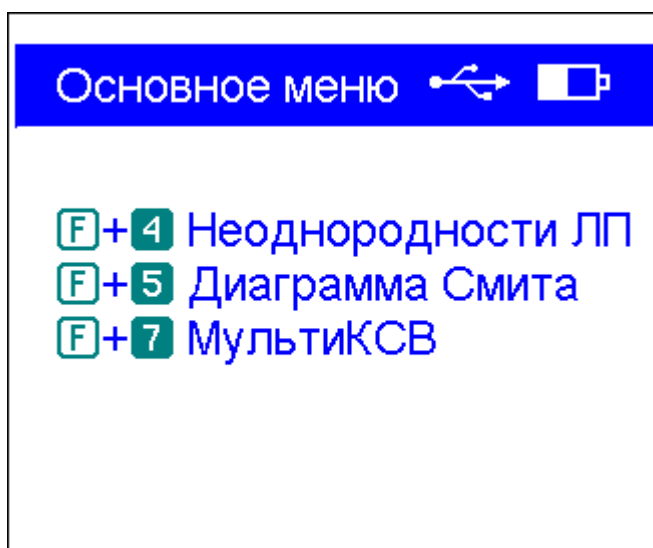 Основное меню
F+4 Неоднородности ЛП
F+5 Диаграмма Смита
F+7 МультиКСВ